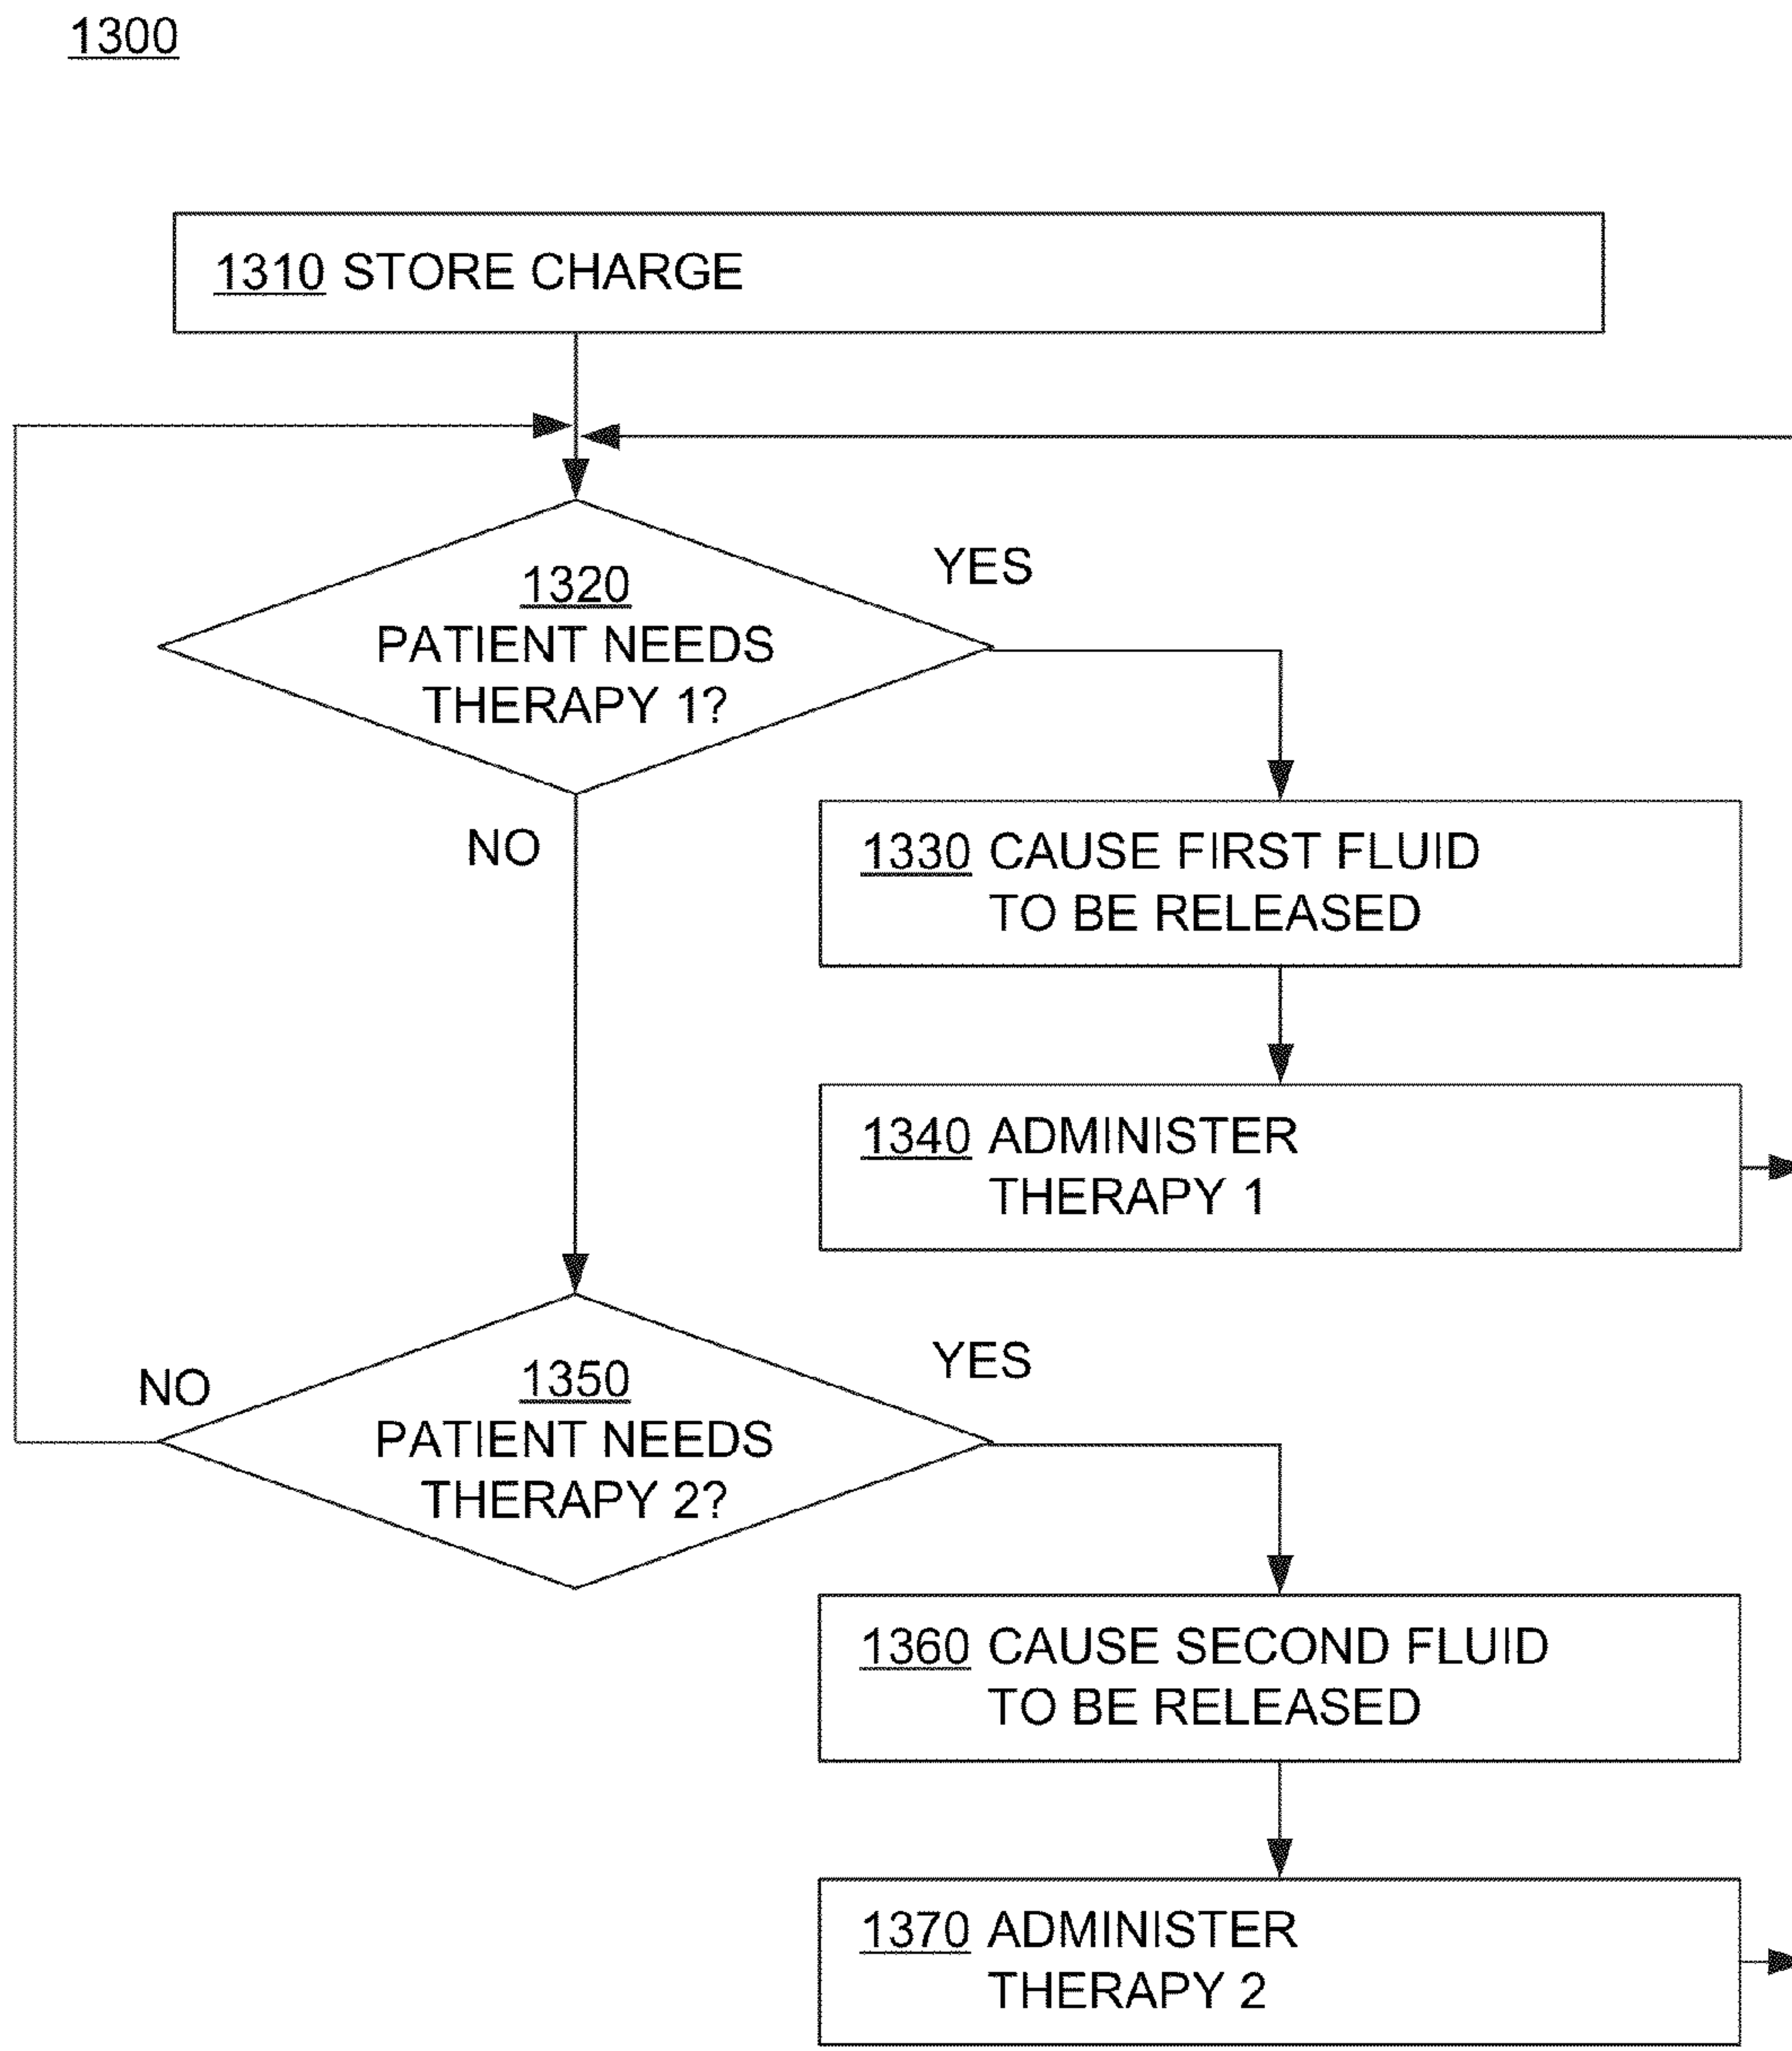 1300
1310 STORE CHARGE
1320
PATIENT NEEDS
THERAPY 1?
YES
NO
1330 CAUSE FIRST FLUID
TO BE RELEASED
1340 ADMINISTER
THERAPY 1
1350
PATIENT NEEDS
THERAPY 2?
NO
YES
1360 CAUSE SECOND FLUID
TO BE RELEASED
1370 ADMINISTER
THERAPY 2